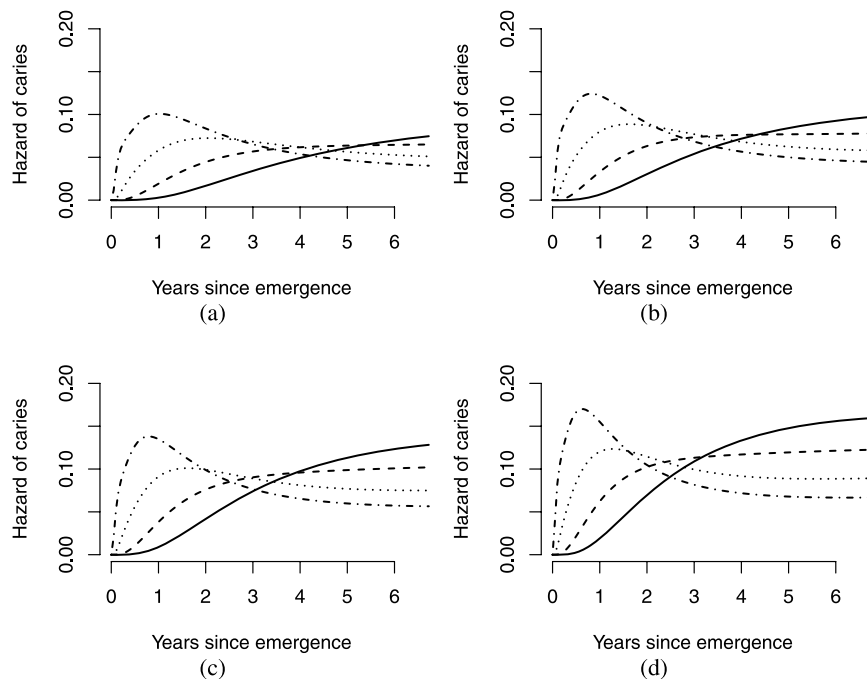 Hazard of caries
0.00 0.10 0.20
0 1 2 3 4 5 6
Years since emergence
(a)
Hazard of caries
0.00 0.10 0.20
0 1 2 3 4 5 6
Years since emergence
(b)
Hazard of caries
0.00 0.10 0.20
0 1 2 3 4 5 6
Years since emergence
(c)
Hazard of caries
0.00 0.10 0.20
0 1 2 3 4 5 6
Years since emergence
(d)